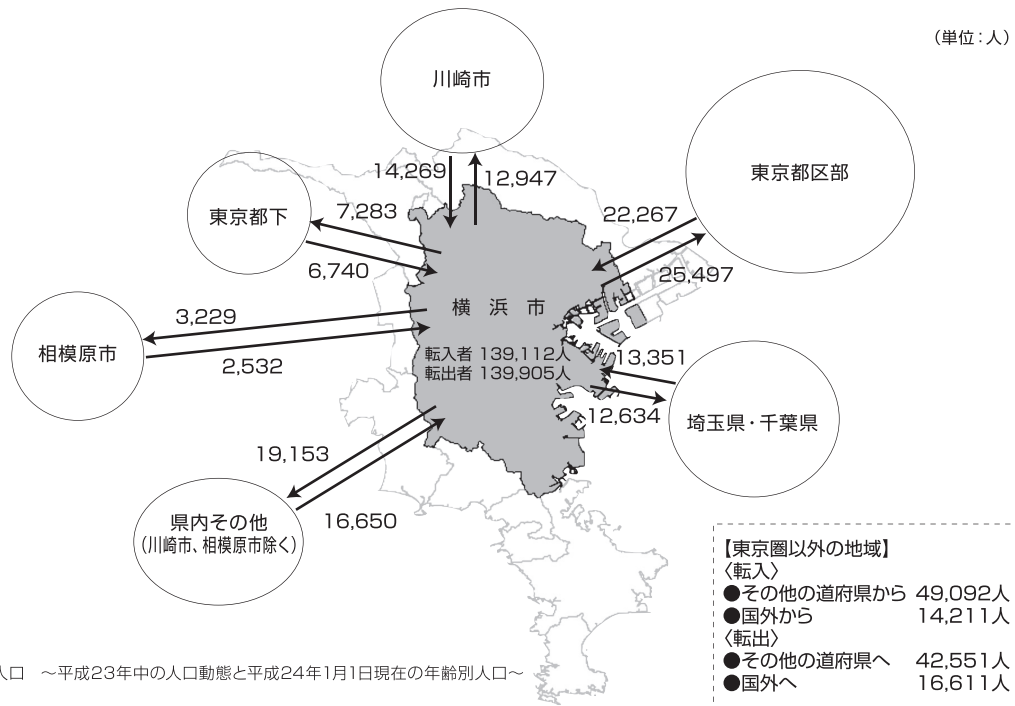 (単位：人)
川崎市
14,269
12,947
東京都区部
22,267
25,497
東京都下
7,283
6,740
横 浜 市
転入者 139,112人
転出者 139,905人
3,229
相模原市
2,532
13,351
12,634
埼玉県・千葉県
19,153
16,650
県内その他
(川崎市、相模原市除く)
【東京圏以外の地域】
〈転入〉
●その他の道府県から 49,092人
●国外から 14,211人
〈転出〉
●その他の道府県へ 42,551人
●国外へ 16,611人
人口 ～平成23年中の人口動態と平成24年1月1日現在の年齢別人口～